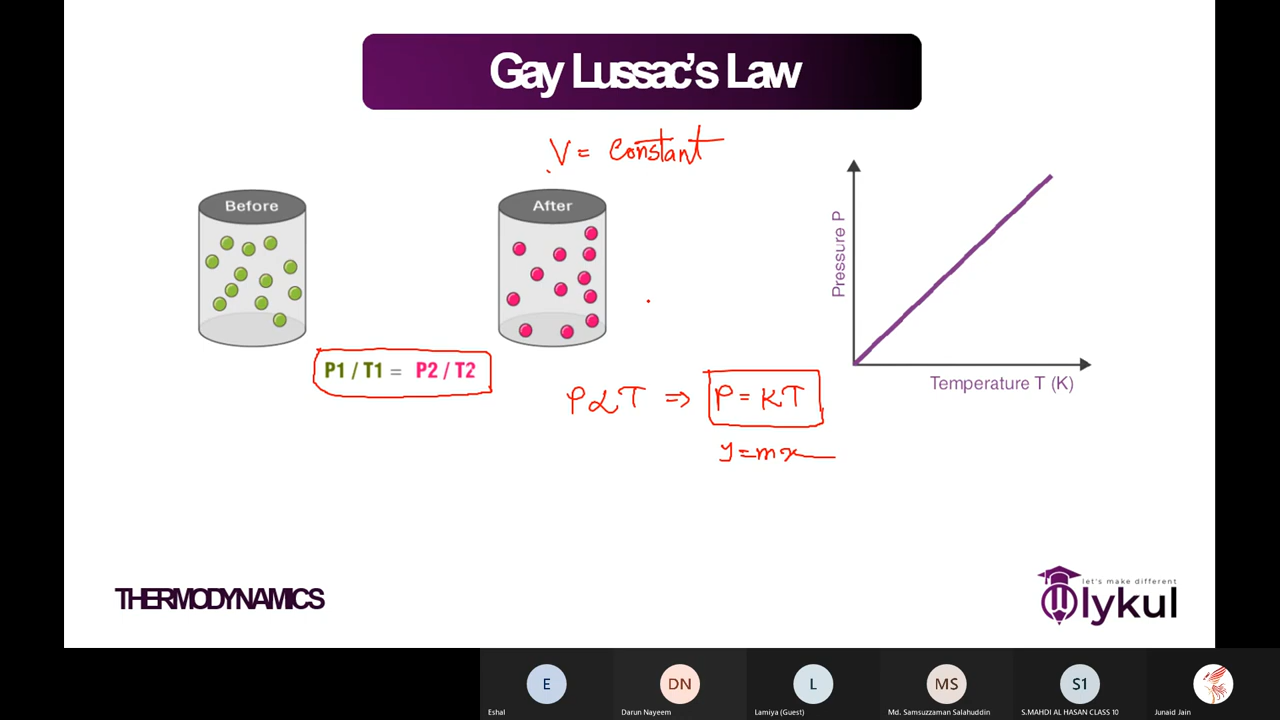 Gay Lussac's Law
V = constant
Before
After
Pressure P
P1 / T1 = P2 / T2
Temperature T (K)
P α T ⇒ P = KT
y = mx
THERMODYNAMICS
let's make different
lykul
E
DN
L
MS
S1
Eshal
Darun Nayeem
Lamiya (Guest)
Md. Samsuzzaman Salahuddin
S.MAHDI AL HASAN CLASS 10
Junaid Jain